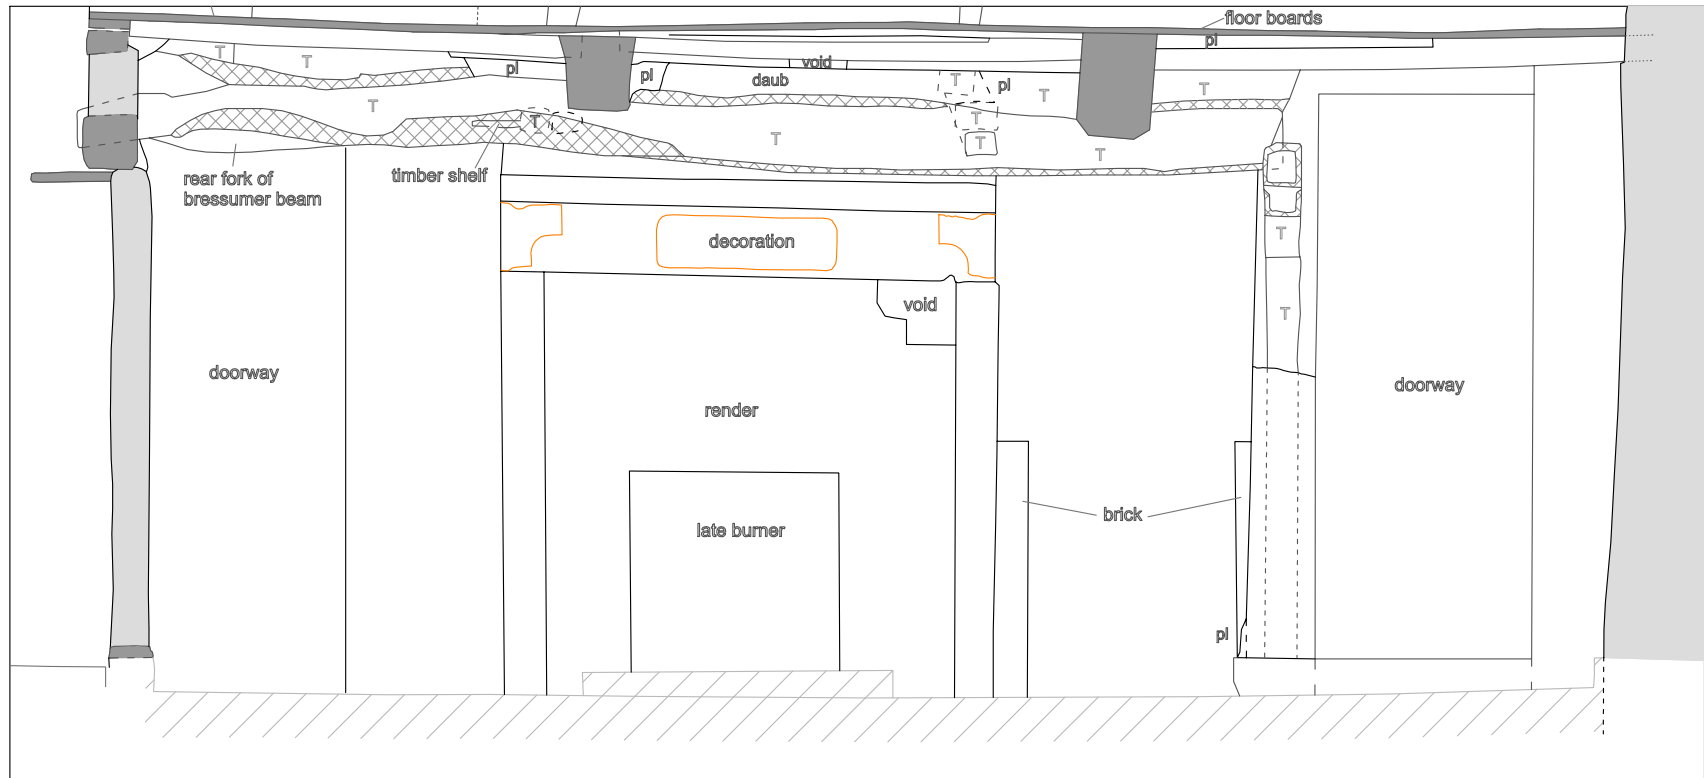 floor boards
pl
T
T
pl
pl
void
daub
T
pl
T
T
T
T
T
T
T
T
timber shelf
rear fork of
bressumer beam
T
decoration
void
T
doorway
doorway
render
late burner
brick
pl